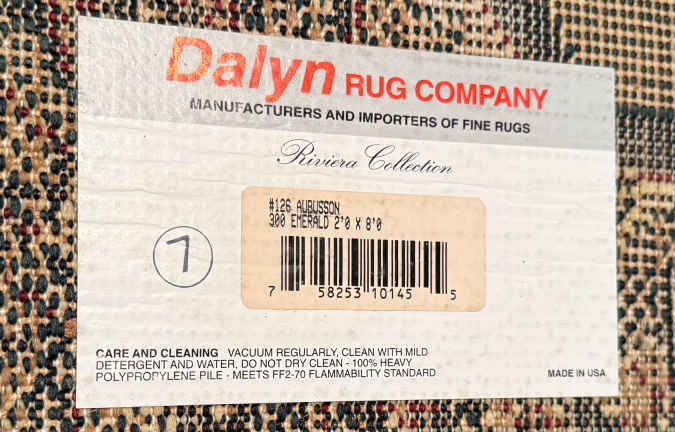 Dalyn RUG COMPANY
MANUFACTURERS AND IMPORTERS OF FINE RUGS
Riviera Collection
#126 AUBUSSON
300 EMERALD 2'0 X 8'0
7
7 58253 10145 5
CARE AND CLEANING VACUUM REGULARLY, CLEAN WITH MILD
DETERGENT AND WATER, DO NOT DRY CLEAN - 100% HEAVY
POLYPROPYLENE PILE - MEETS FF2-70 FLAMMABILITY STANDARD
MADE IN USA